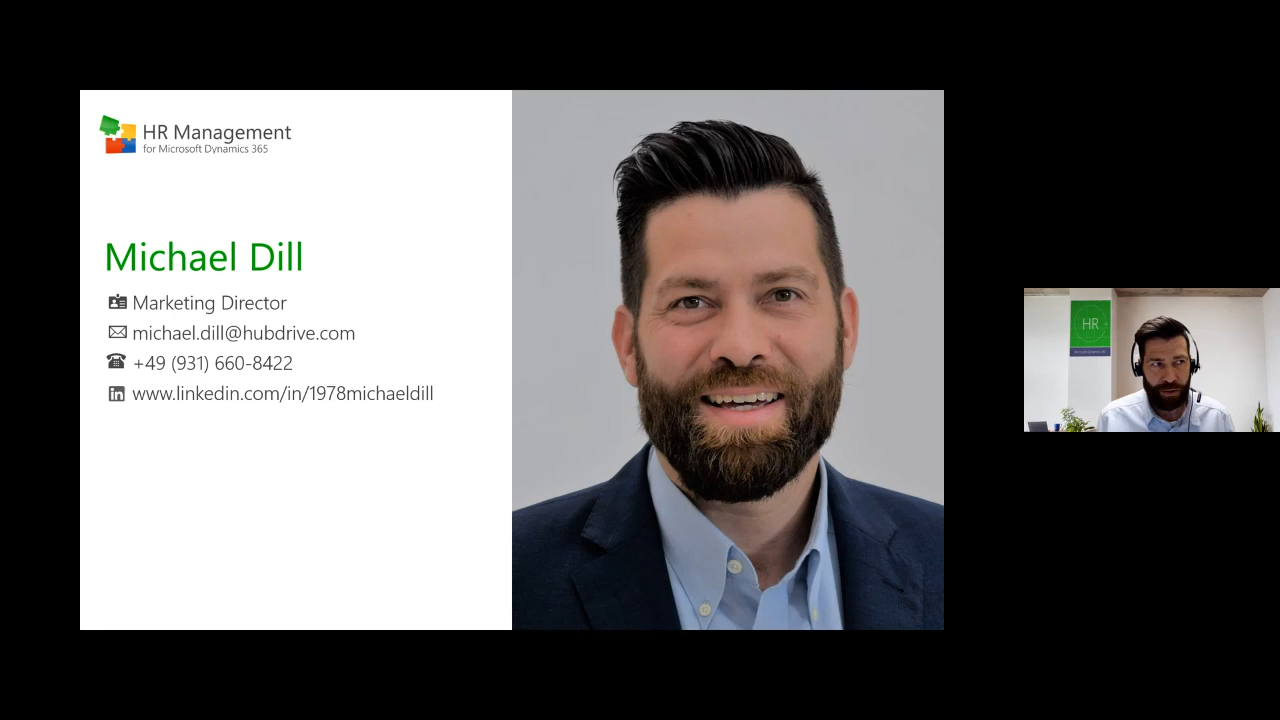 HR Management
for Microsoft Dynamics 365
Michael Dill
Marketing Director
michael.dill@hubdrive.com
+49 (931) 660-8422
www.linkedin.com/in/1978michaeldill
HR